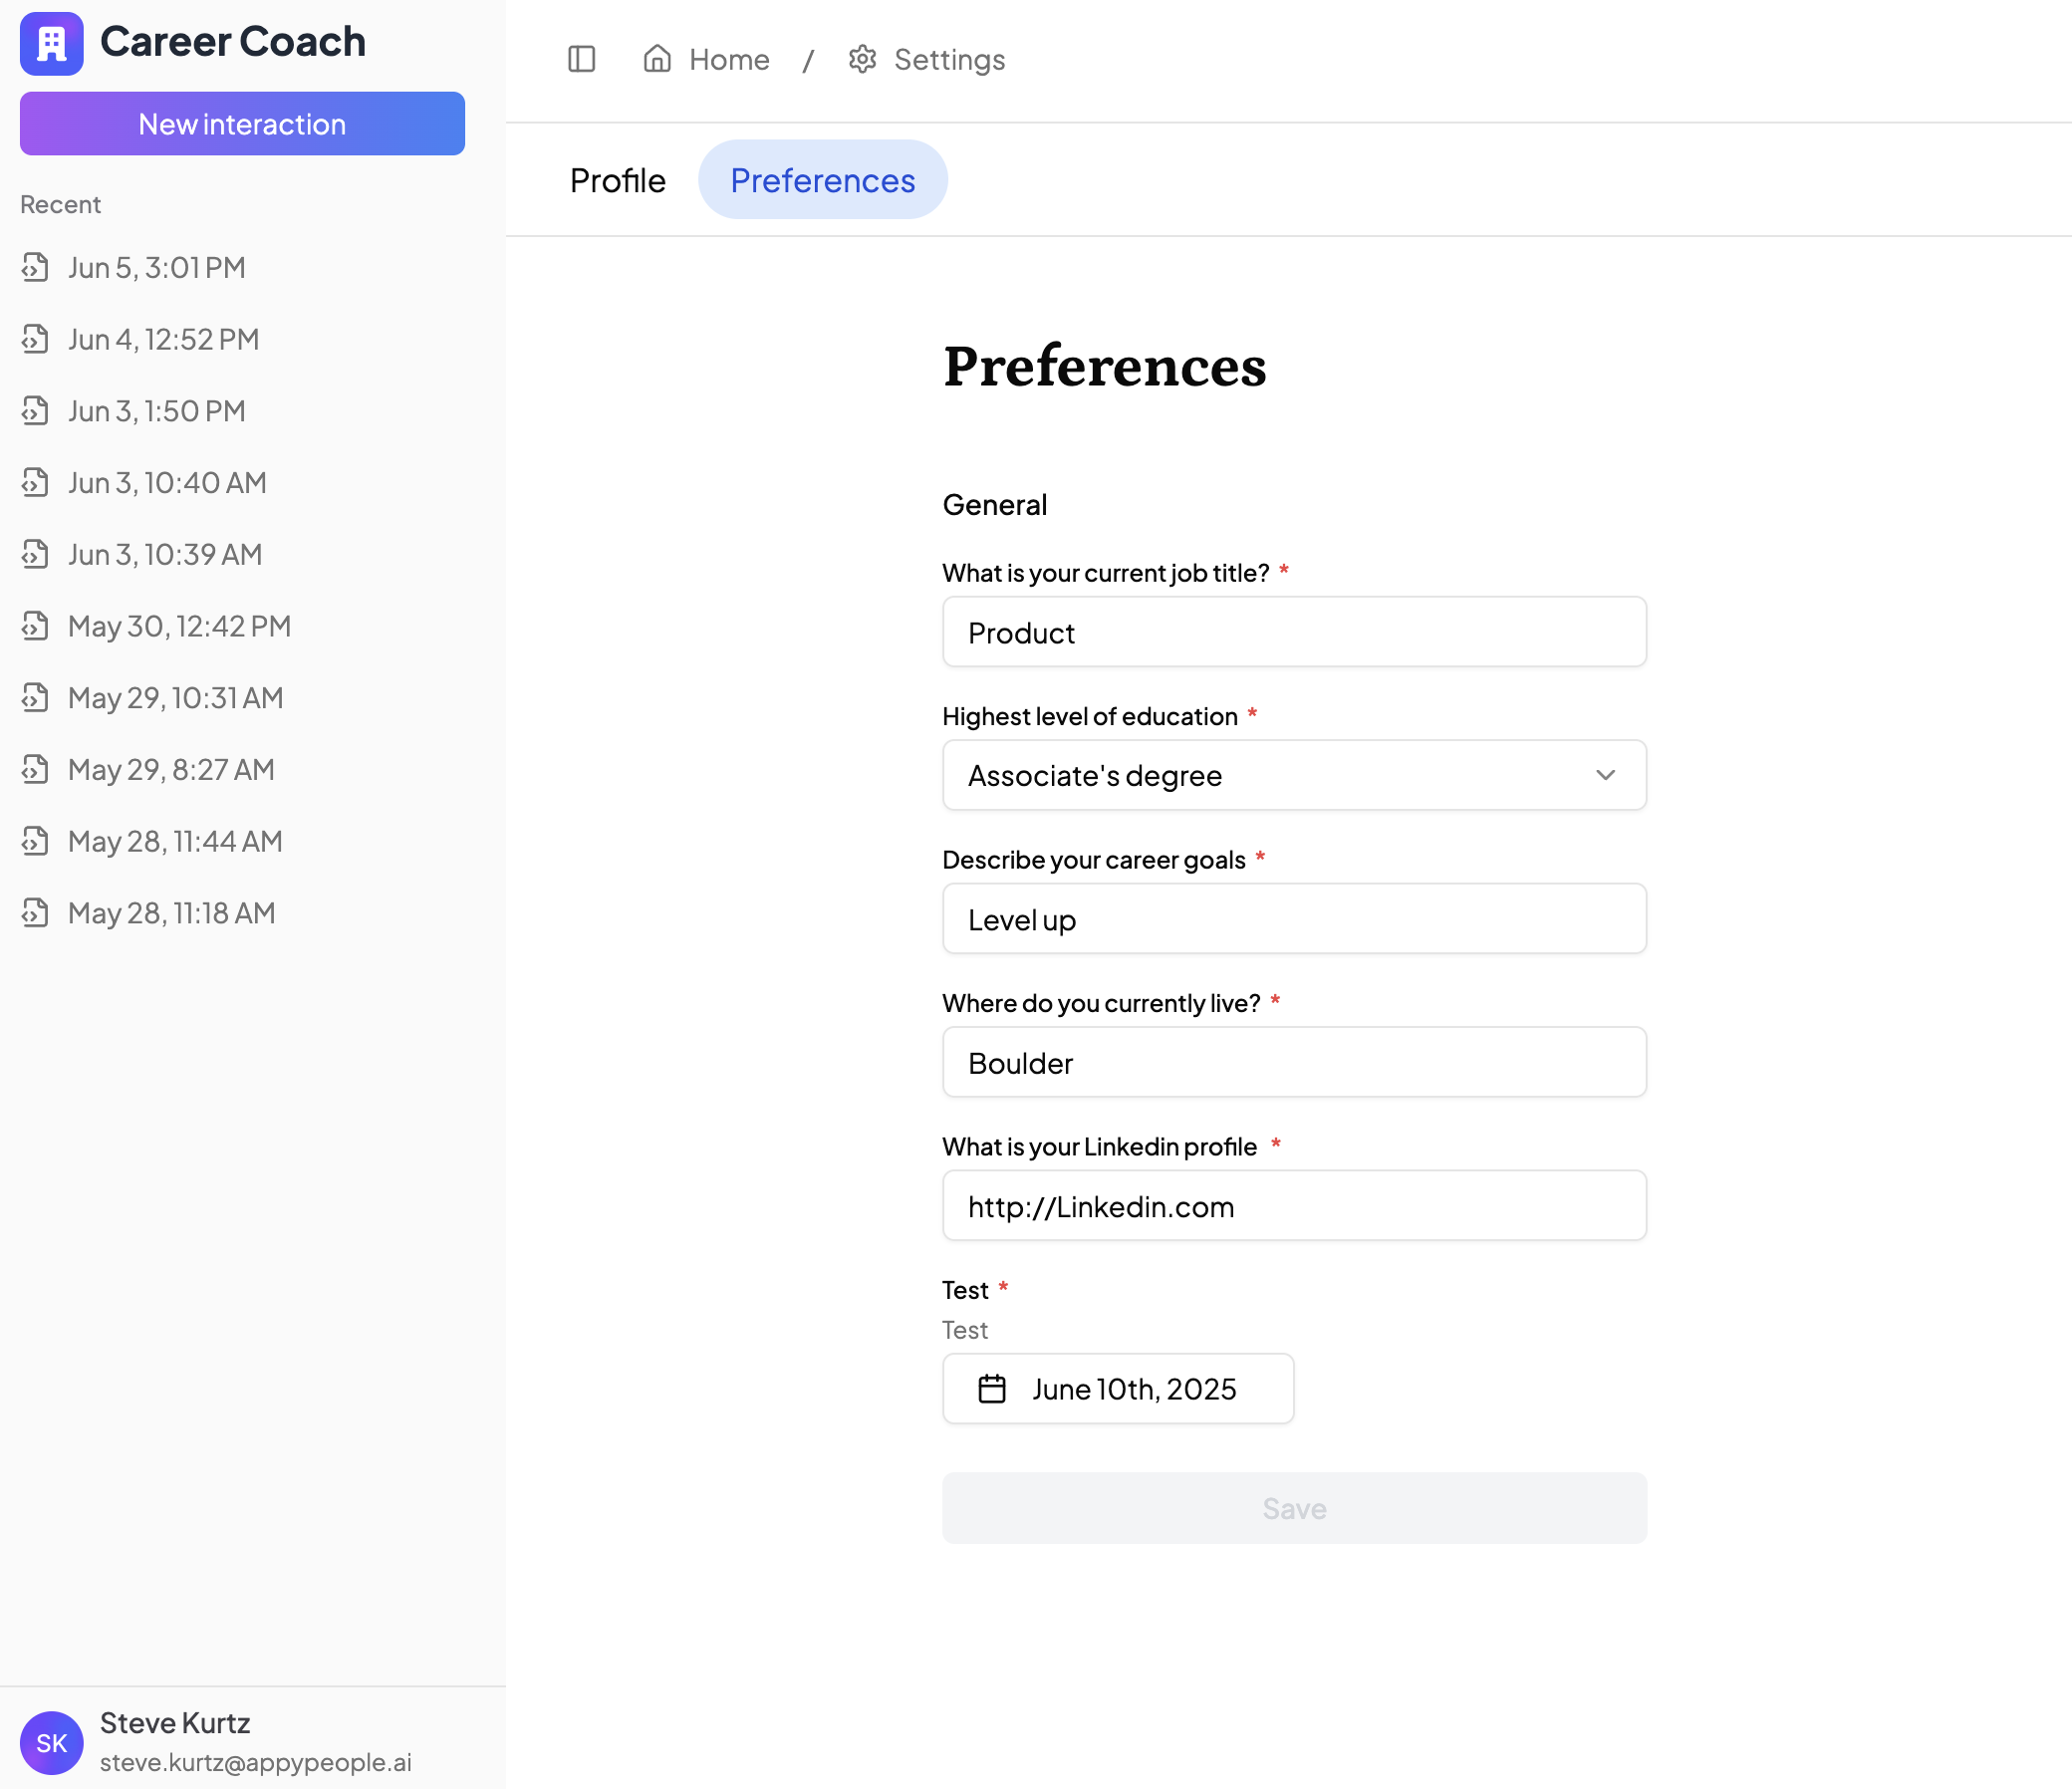 Career Coach
New interaction
Recent
Jun 5, 3:01 PM
Jun 4, 12:52 PM
Jun 3, 1:50 PM
Jun 3, 10:40 AM
Jun 3, 10:39 AM
May 30, 12:42 PM
May 29, 10:31 AM
May 29, 8:27 AM
May 28, 11:44 AM
May 28, 11:18 AM
SK
Steve Kurtz
steve.kurtz@appypeople.ai
Home / Settings
Profile Preferences
Preferences
General
What is your current job title? *
Product
Highest level of education *
Associate's degree
Describe your career goals *
Level up
Where do you currently live? *
Boulder
What is your Linkedin profile *
http://Linkedin.com
Test *
Test
June 10th, 2025
Save